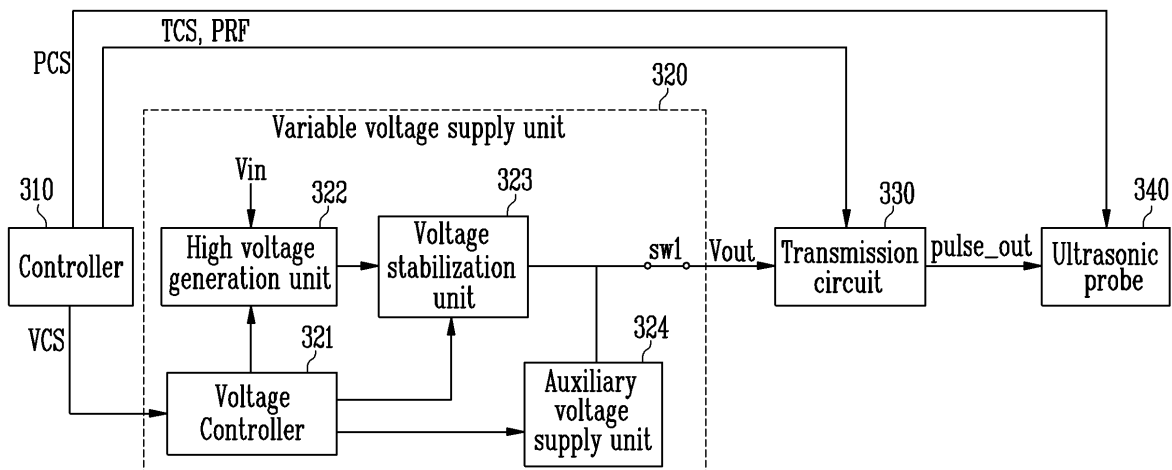 TCS, PRF
PCS
320
Variable voltage supply unit
Vin
310
322
323
330
340
Controller
High voltage
generation unit
Voltage
stabilization
unit
sw1
Vout
Transmission
circuit
pulse_out
Ultrasonic
probe
VCS
321
324
Voltage
Controller
Auxiliary
voltage
supply unit